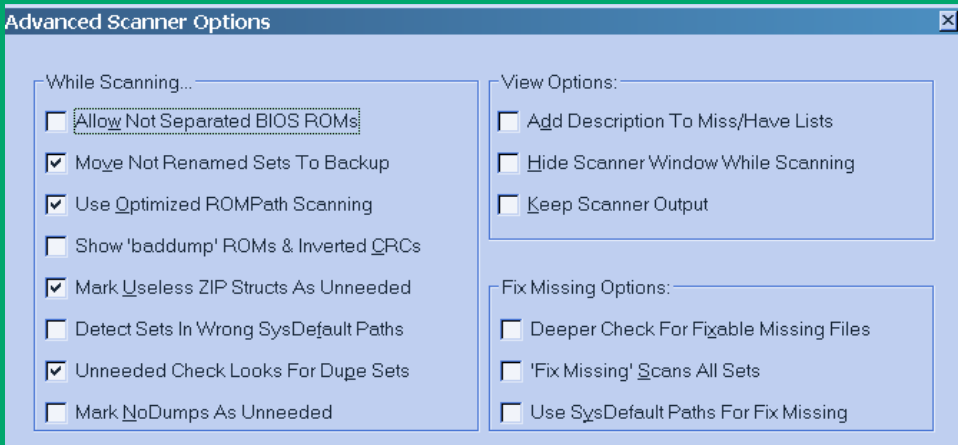 Advanced Scanner Options
While Scanning...
Allow Not Separated BIOS ROMs
Move Not Renamed Sets To Backup
Use Optimized ROMPath Scanning
Show 'baddump' ROMs & Inverted CRCs
Mark Useless ZIP Structs As Unneeded
Detect Sets In Wrong SysDefault Paths
Unneeded Check Looks For Dupe Sets
Mark NoDumps As Unneeded
View Options:
Add Description To Miss/Have Lists
Hide Scanner Window While Scanning
Keep Scanner Output
Fix Missing Options:
Deeper Check For Fixable Missing Files
'Fix Missing' Scans All Sets
Use SysDefault Paths For Fix Missing